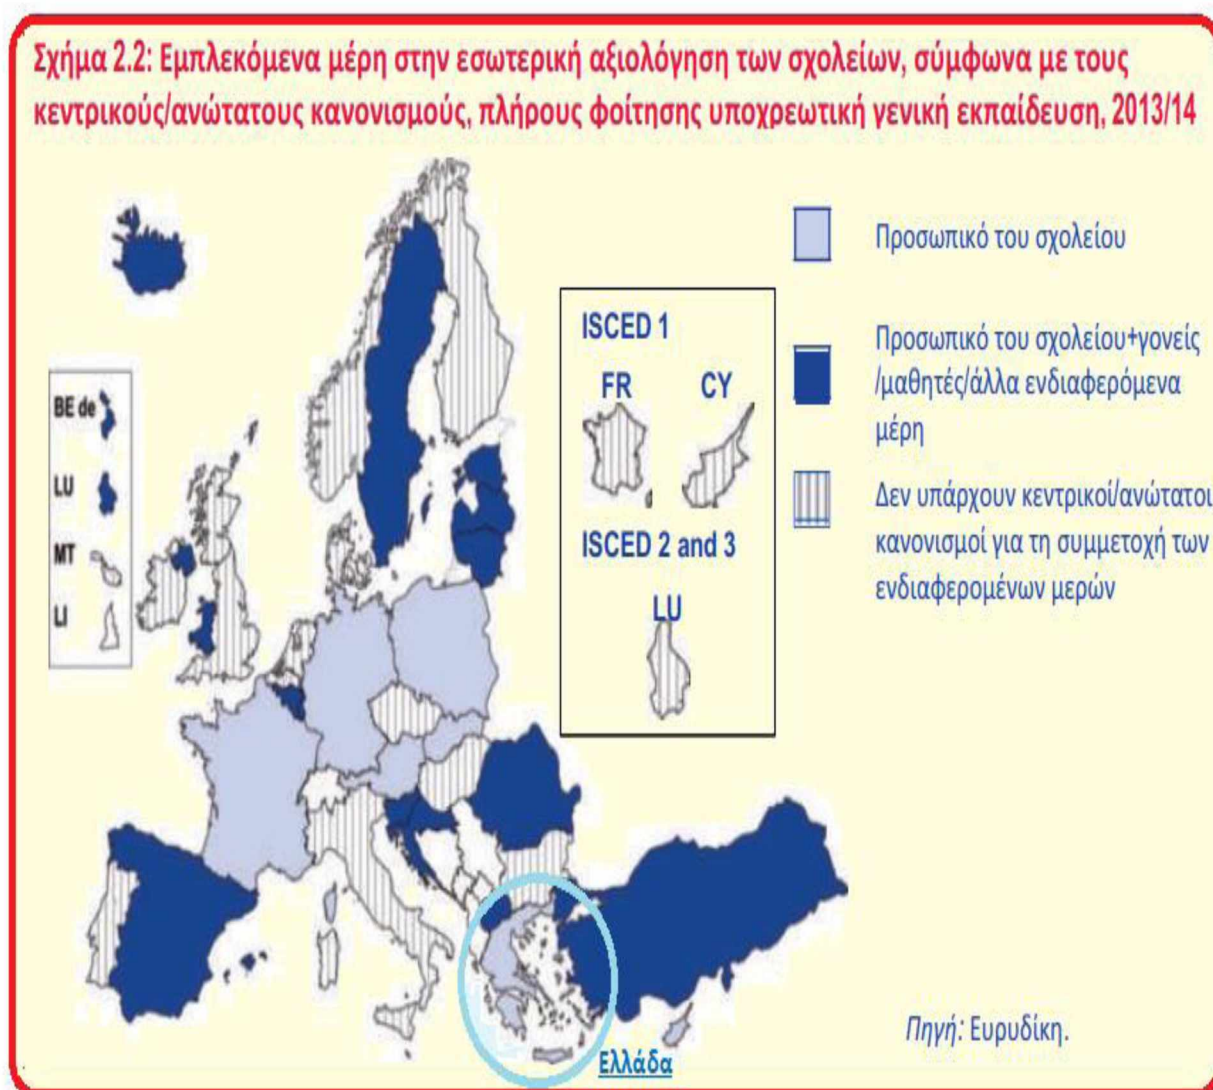 Σχήμα 2.2: Εμπλεκόμενα μέρη στην εσωτερική αξιολόγηση των σχολείων, σύμφωνα με τους
κεντρικούς/ανώτατους κανονισμούς, πλήρους φοίτησης υποχρεωτική γενική εκπαίδευση, 2013/14
Προσωπικό του σχολείου
Προσωπικό του σχολείου+γονείς
/μαθητές/άλλα ενδιαφερόμενα
μέρη
Δεν υπάρχουν κεντρικοί/ανώτατοι
κανονισμοί για τη συμμετοχή των
ενδιαφερομένων μερών
ISCED 1
FR CY
ISCED 2 and 3
LU
BE de
LU
MT
LI
Ελλάδα
Πηγή: Ευρυδίκη.